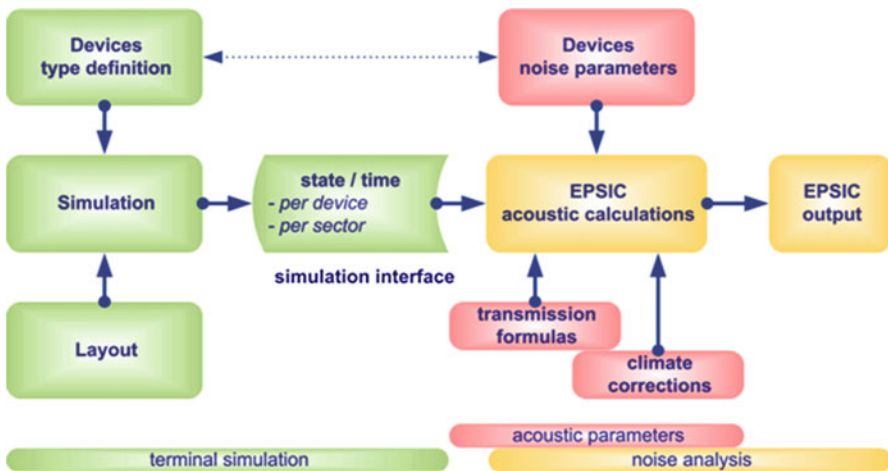 Devices
type definition
Devices
noise parameters
Simulation
state / time
- per device
- per sector
EPSIC
acoustic calculations
EPSIC
output
simulation interface
Layout
transmission
formulas
climate
corrections
acoustic parameters
terminal simulation
noise analysis